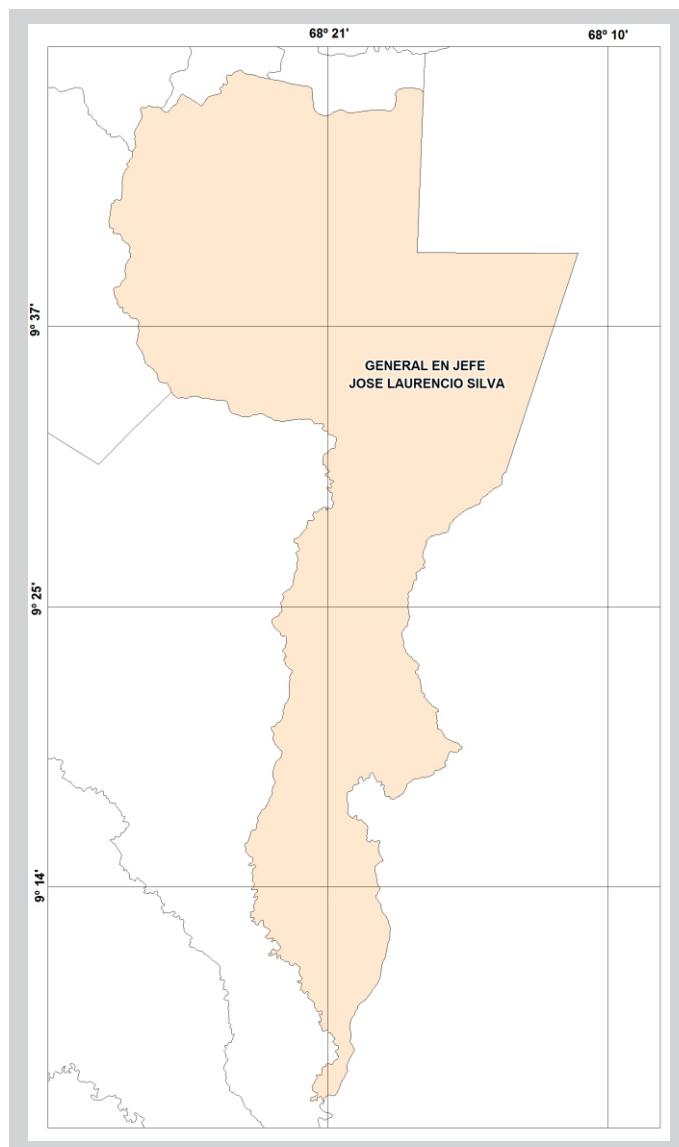 68º 21'
68º 10'
9º 37'
GENERAL EN JEFE
JOSE LAURENCIO SILVA
9º 25'
9º 14'